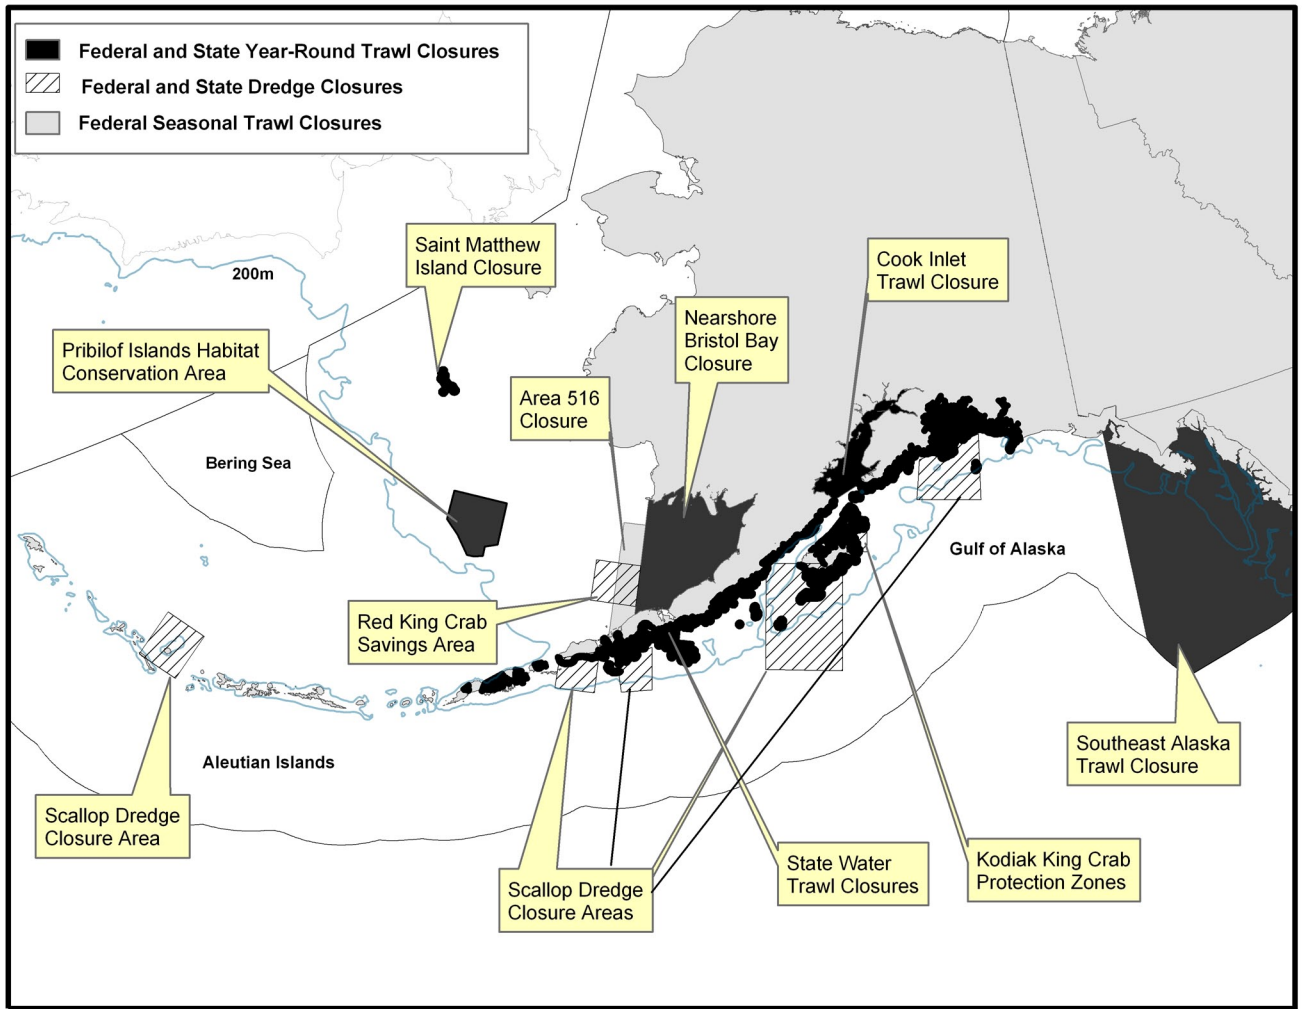 Federal and State Year-Round Trawl Closures
Federal and State Dredge Closures
Federal Seasonal Trawl Closures
Saint Matthew
Island Closure
Cook Inlet
Trawl Closure
200m
Nearshore
Bristol Bay
Closure
Pribilof Islands Habitat
Conservation Area
Area 516
Closure
Bering Sea
Gulf of Alaska
Red King Crab
Savings Area
Southeast Alaska
Trawl Closure
Aleutian Islands
Scallop Dredge
Closure Area
State Water
Trawl Closures
Kodiak King Crab
Protection Zones
Scallop Dredge
Closure Areas